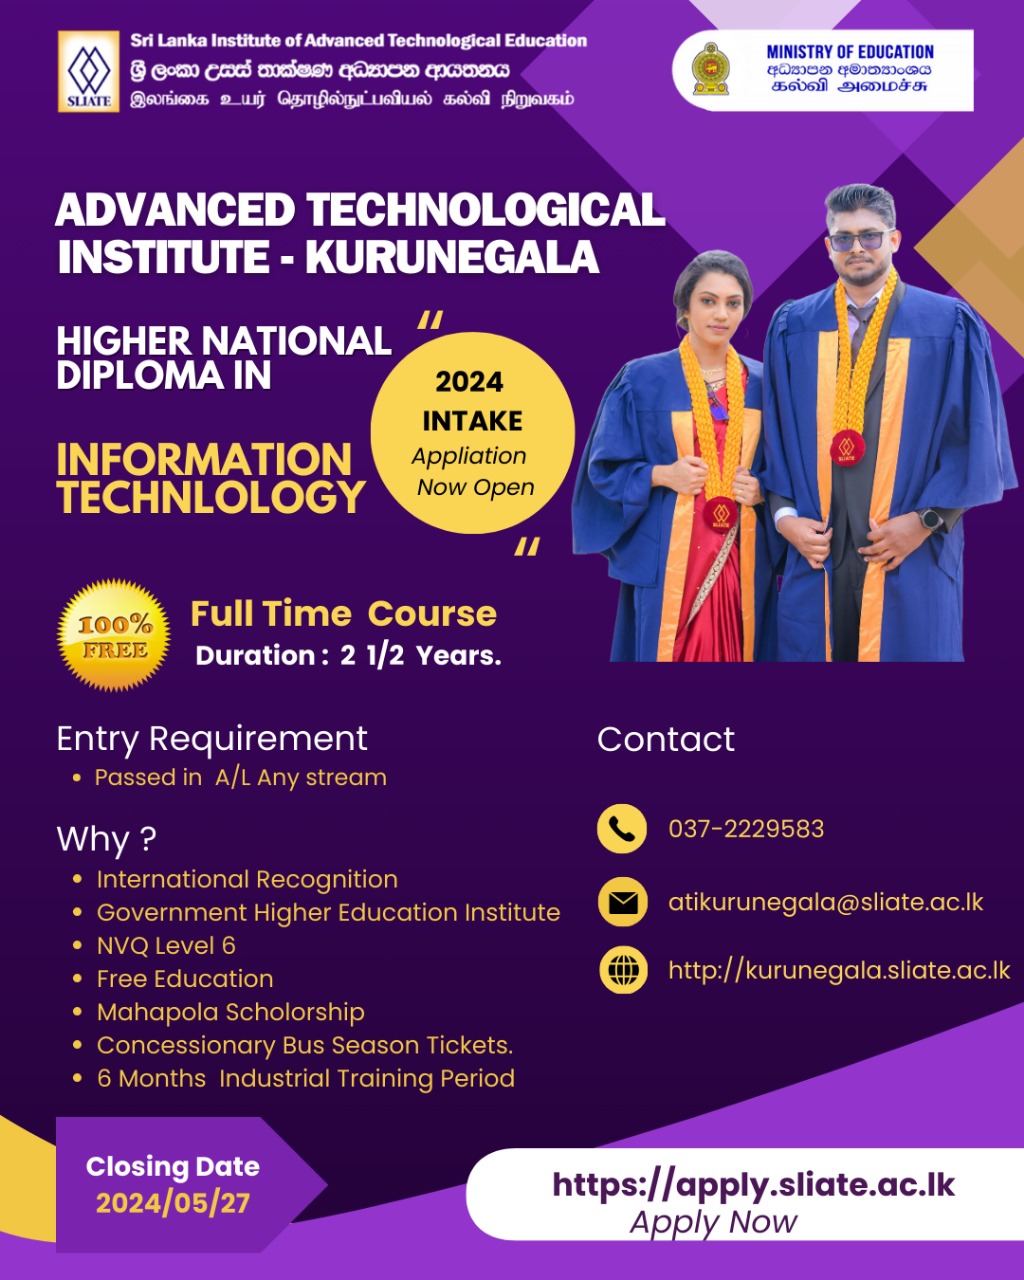 Sri Lanka Institute of Advanced Technological Education
ශ්‍රී ලංකා උසස් තාක්ෂණ අධ්‍යාපන ආයතනය
இலங்கை உயர் தொழில்நுட்பவியல் கல்வி நிறுவகம்
SLIATE
MINISTRY OF EDUCATION
අධ්‍යාපන අමාත්‍යාංශය
கல்வி அமைச்சு
ADVANCED TECHNOLOGICAL
INSTITUTE - KURUNEGALA
HIGHER NATIONAL
DIPLOMA IN
INFORMATION
TECHNLOLOGY
"
2024
INTAKE
Appliation
Now Open
"
SLIATE
SLIATE
100%
FREE
Full Time Course
Duration : 2 1/2 Years.
Entry Requirement
• Passed in A/L Any stream
Why ?
• International Recognition
• Government Higher Education Institute
• NVQ Level 6
• Free Education
• Mahapola Scholorship
• Concessionary Bus Season Tickets.
• 6 Months Industrial Training Period
Contact
037-2229583
atikurunegala@sliate.ac.lk
http://kurunegala.sliate.ac.lk
Closing Date
2024/05/27
https://apply.sliate.ac.lk
Apply Now